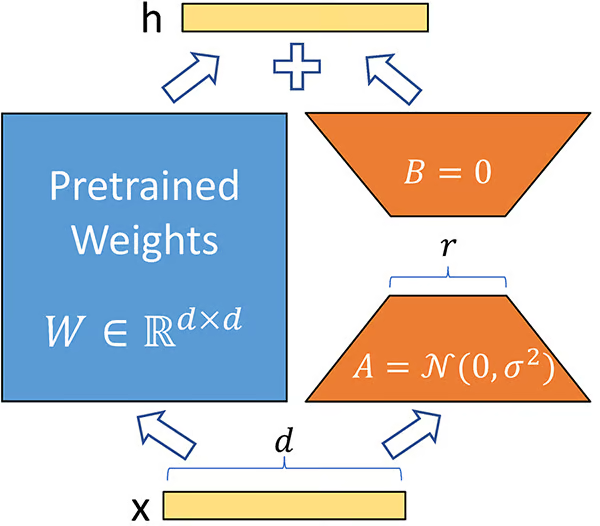 h
Pretrained
Weights
W ∈ ℝ^{d×d}
B = 0
r
A = 𝒩(0, σ²)
d
x